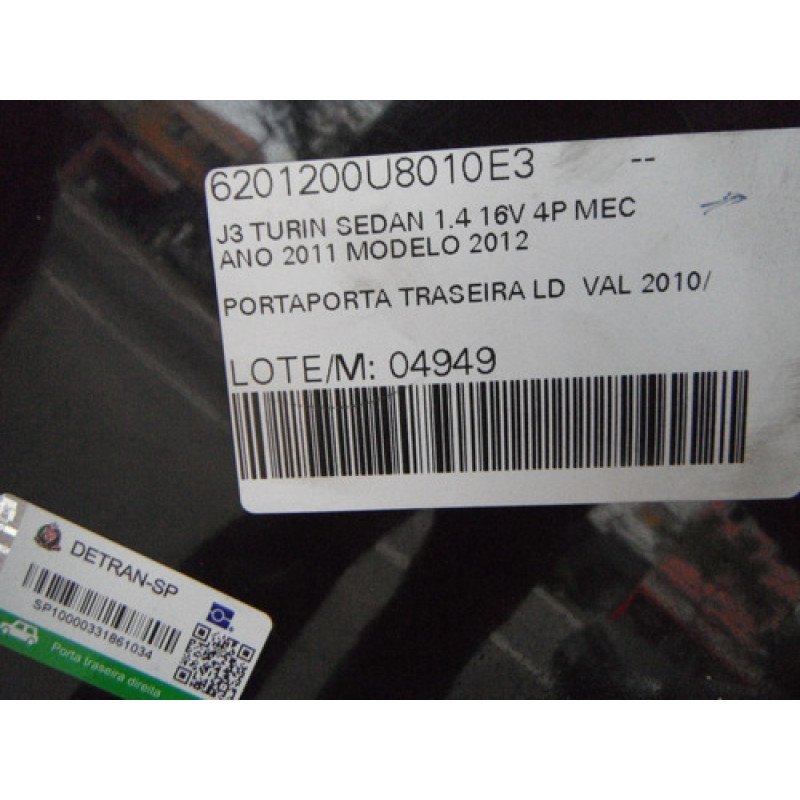 6201200U8010E3 --
J3 TURIN SEDAN 1.4 16V 4P MEC
ANO 2011 MODELO 2012
PORTAPORTA TRASEIRA LD VAL 2010/
LOTE/M: 04949
DETRAN-SP
SP10000331861034
Porta traseira direita